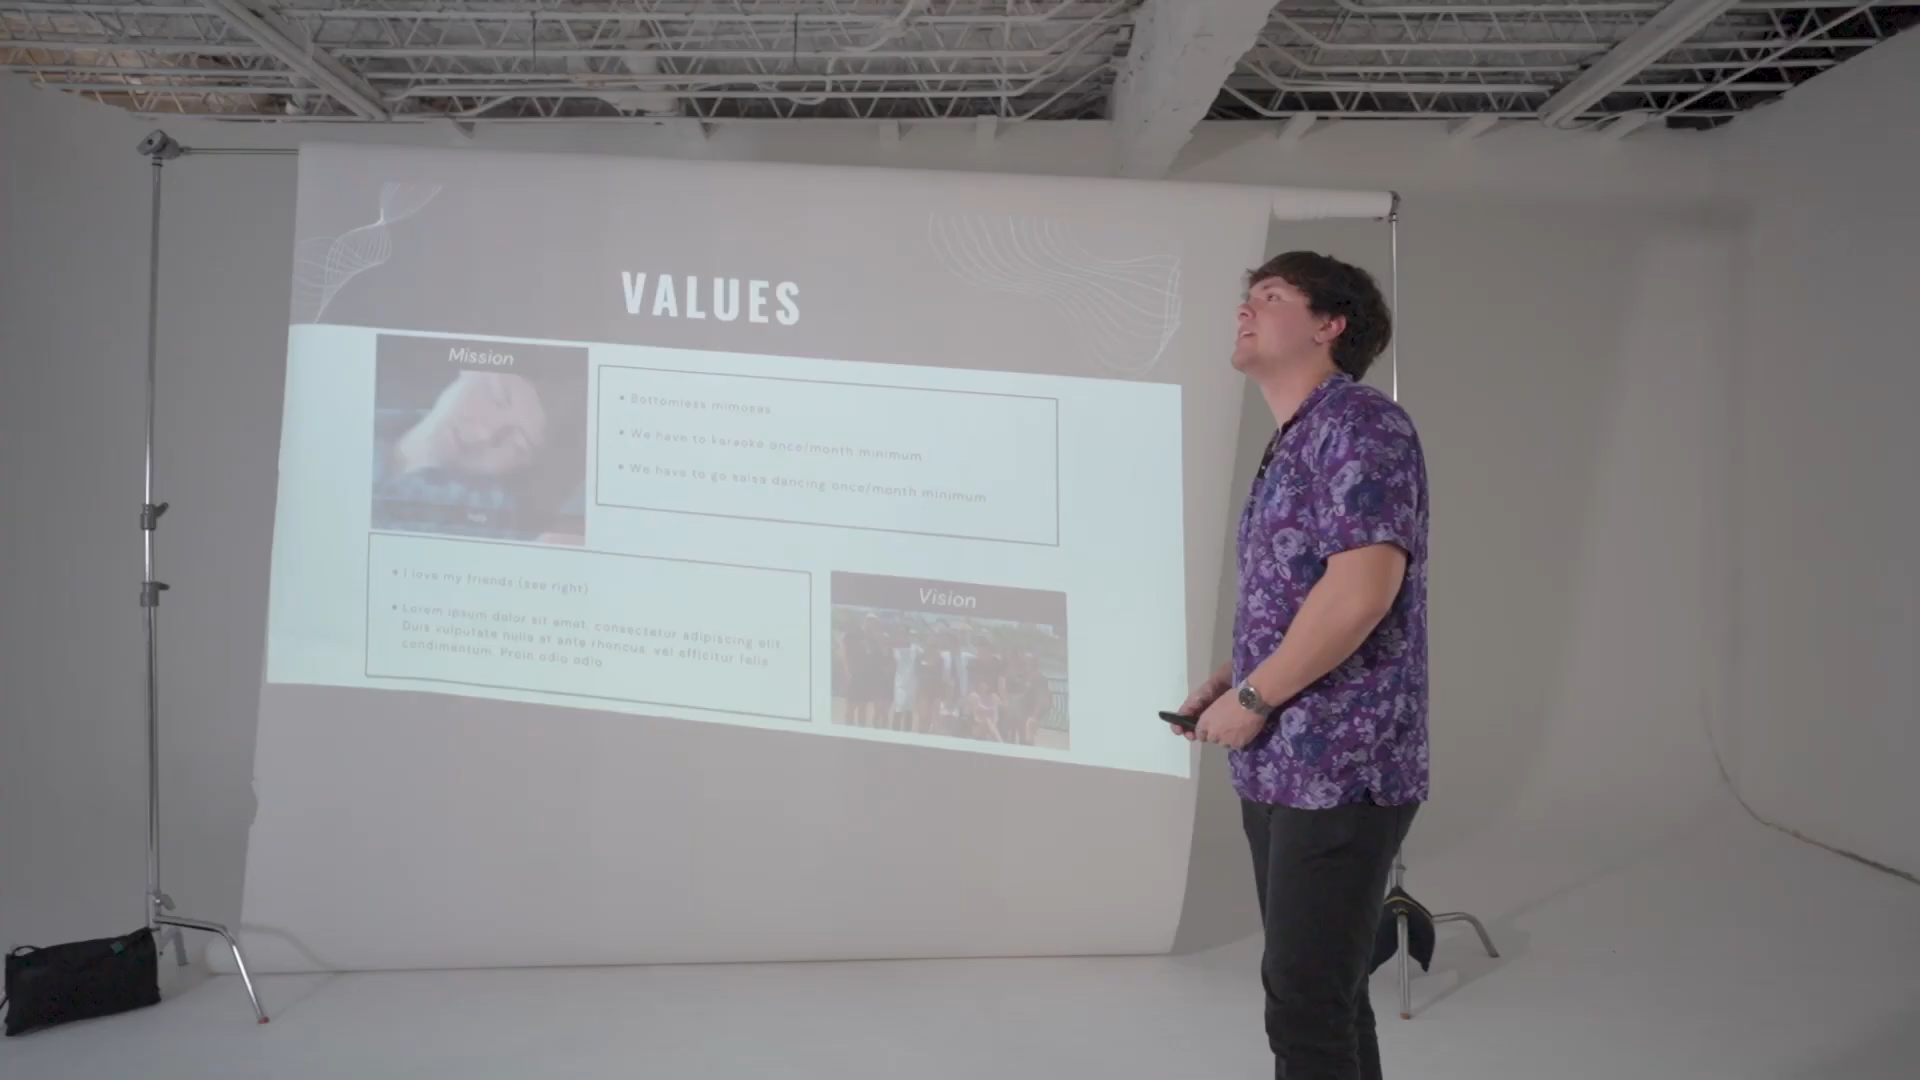 VALUES
Mission
• Bottomless mimosas
• We have to karaoke once/month minimum
• We have to go salsa dancing once/month minimum
• I love my friends (see right)
• Lorem ipsum dolor sit amet, consectetur adipiscing elit.
Duis vulputate nulla at ante rhoncus, vel efficitur felis
condimentum. Proin odio odio
Vision